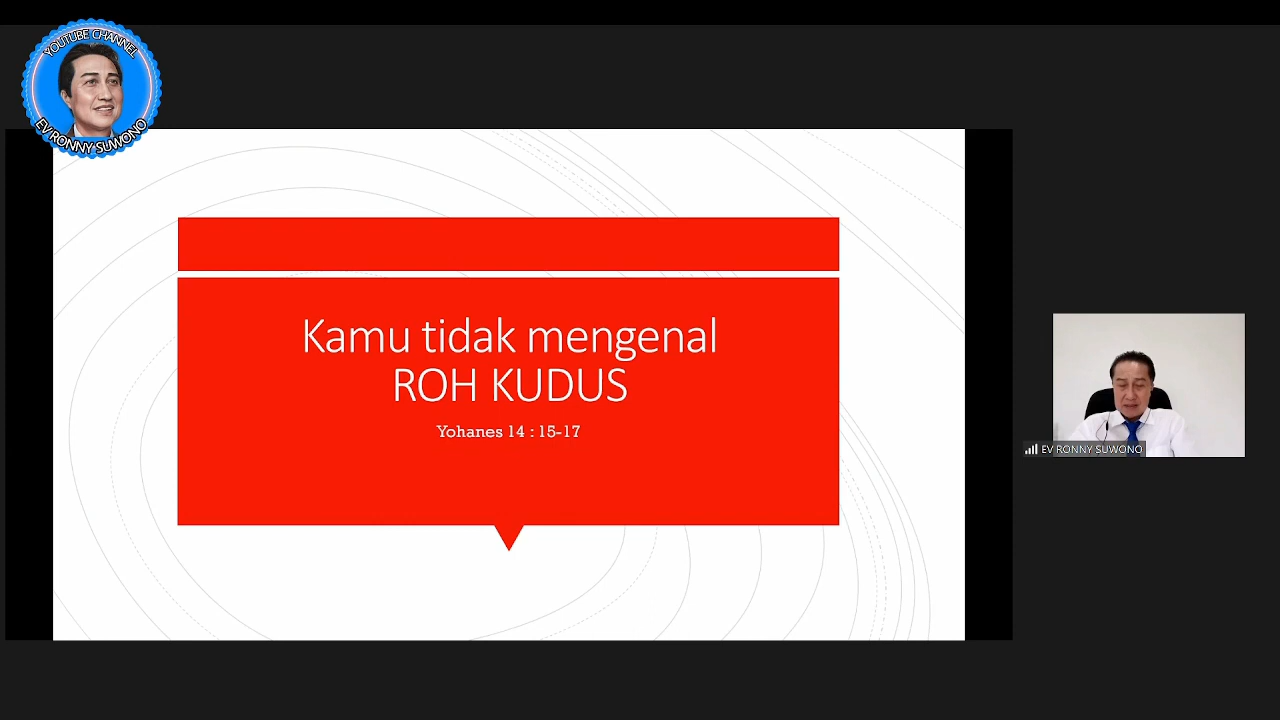 YOUTUBE CHANNEL
EV RONNY SUWONO
Kamu tidak mengenal
ROH KUDUS
Yohanes 14 : 15-17
EV RONNY SUWONO